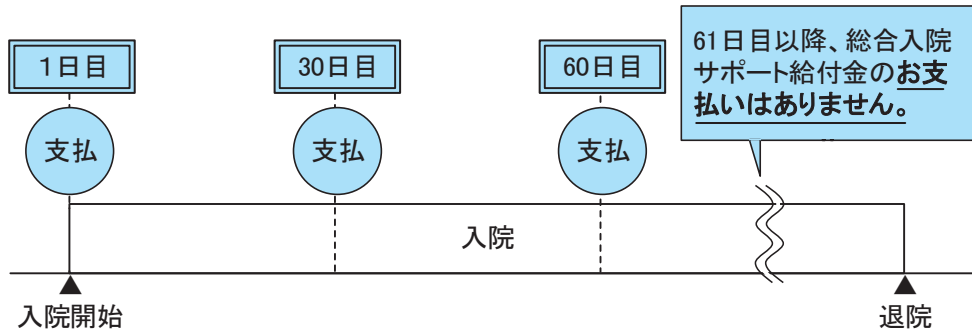 1日目
30日目
60日目
61日目以降、総合入院
サポート給付金のお支
払いはありません。
支払
支払
支払
入院
入院開始
退院